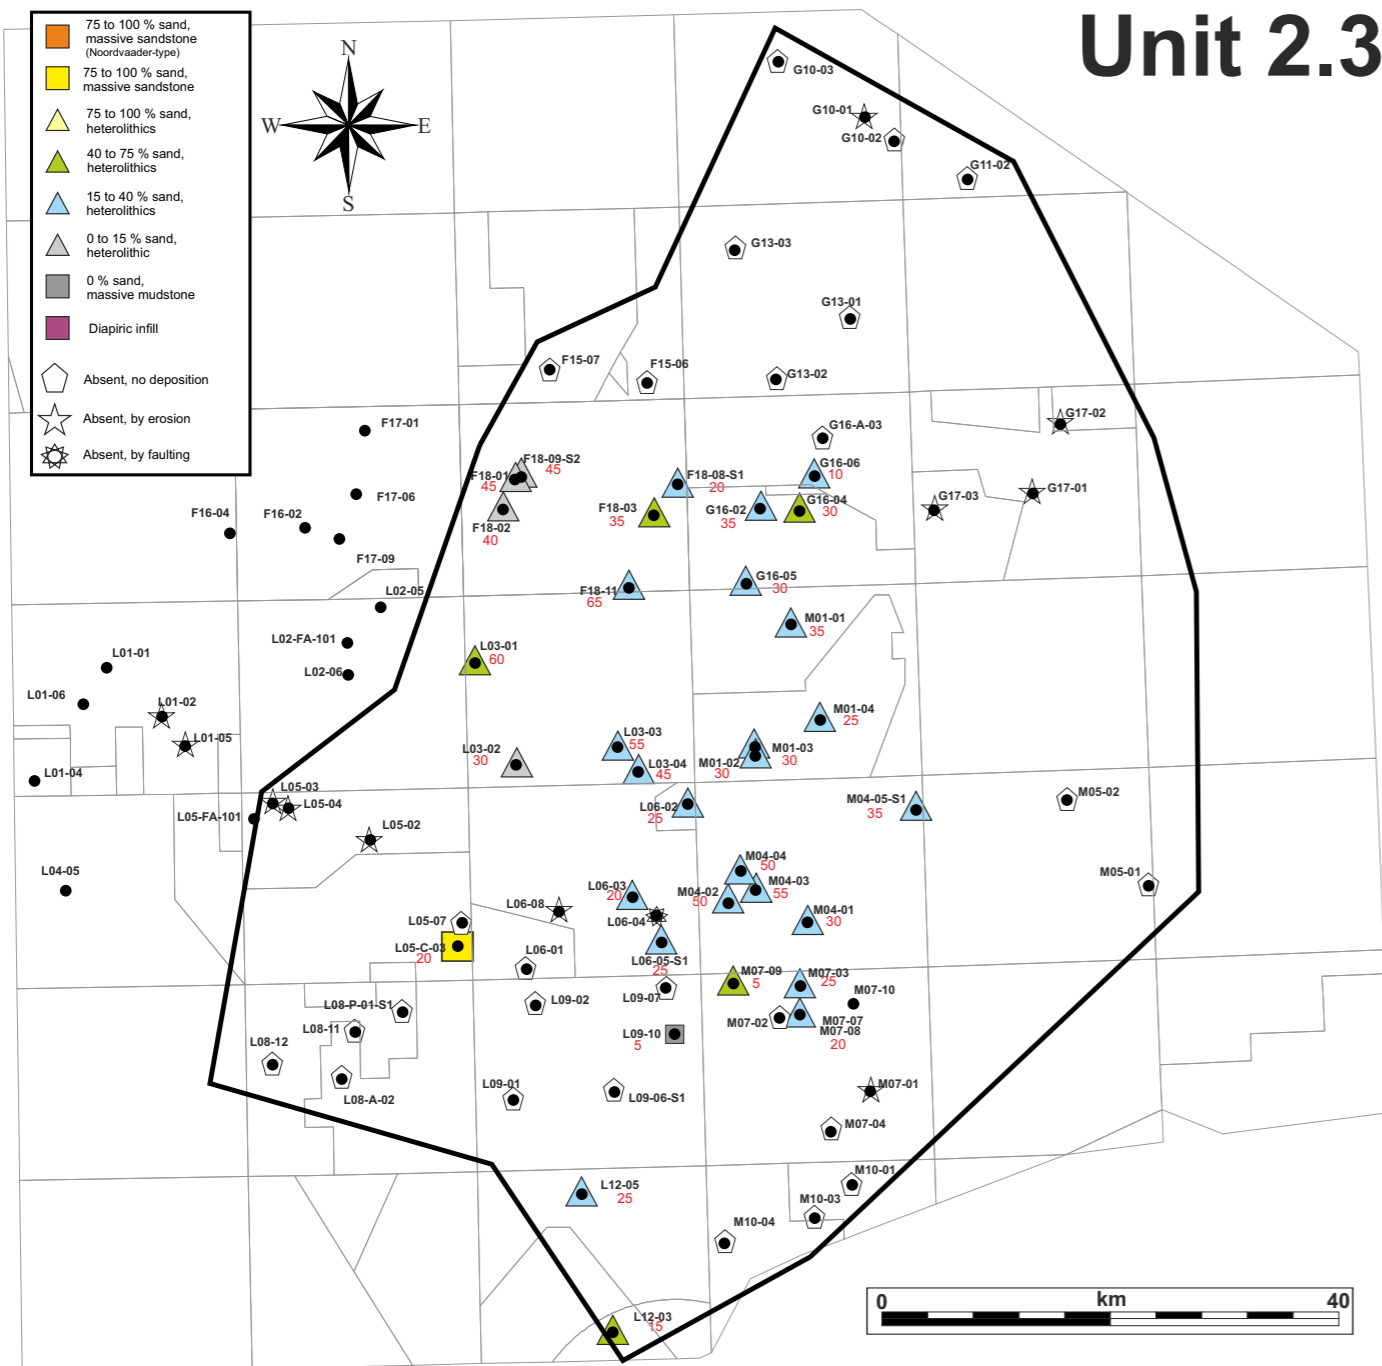 Unit 2.3
75 to 100 % sand,
massive sandstone
(Noordvaader-type)
75 to 100 % sand,
massive sandstone
75 to 100 % sand,
heterolithics
40 to 75 % sand,
heterolithics
15 to 40 % sand,
heterolithics
0 to 15 % sand,
heterolithic
0 % sand,
massive mudstone
Diapiric infill
Absent, no deposition
Absent, by erosion
Absent, by faulting
N
W
E
S
G10-03
G10-01
G10-02
G11-02
G13-03
G13-01
F15-07
F15-06
G13-02
G17-02
F17-01
G16-A-03
F18-09-S2
45
F18-01
45
F18-08-S1
20
G16-06
10
G17-01
F17-06
G17-03
F16-04
F16-02
F18-02
40
F18-03
35
G16-02
35
G16-04
30
F17-09
L02-05
F18-11
65
G16-05
30
M01-01
35
L02-FA-101
L03-01
60
L01-01
L02-06
L01-06
L01-02
L01-05
M01-04
25
L03-03
55
L03-02
30
L03-04
45
M01-02
30
M01-03
30
L01-04
L05-03
L05-04
L05-FA-101
L06-02
25
M04-05-S1
35
M05-02
L05-02
M04-04
50
M04-03
55
M05-01
L04-05
L06-03
20
M04-02
50
L06-08
L06-04
M04-01
30
L05-07
L05-C-03
20
L06-01
L06-05-S1
25
M07-09
5
M07-03
25
L09-07
L08-P-01-S1
L09-02
M07-10
L08-11
M07-02
M07-07
M07-08
20
L09-10
5
L08-12
L08-A-02
L09-01
L09-06-S1
M07-01
M07-04
L12-05
25
M10-01
M10-03
M10-04
L12-03
15
0
km
40